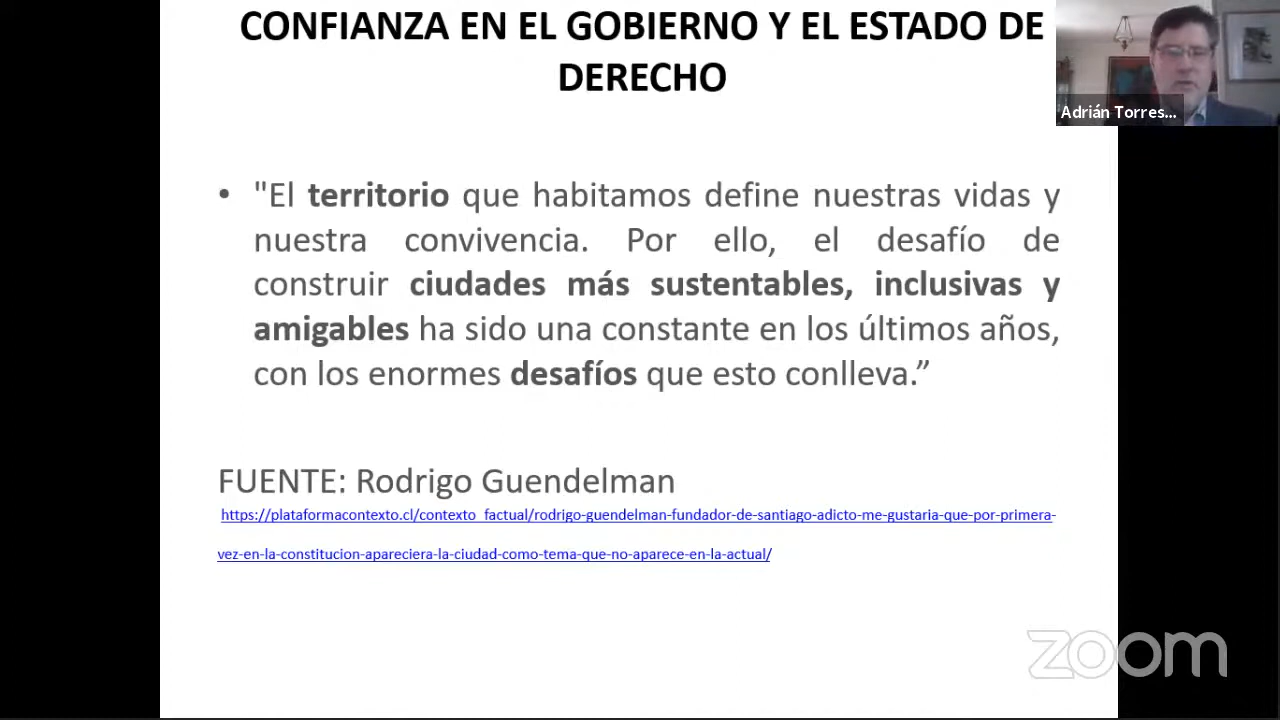 CONFIANZA EN EL GOBIERNO Y EL ESTADO DE
DERECHO
Adrián Torres...
• "El territorio que habitamos define nuestras vidas y
nuestra convivencia. Por ello, el desafío de
construir ciudades más sustentables, inclusivas y
amigables ha sido una constante en los últimos años,
con los enormes desafíos que esto conlleva.”
FUENTE: Rodrigo Guendelman
https://plataformacontexto.cl/contexto_factual/rodrigo-guendelman-fundador-de-santiago-adicto-me-gustaria-que-por-primera-
vez-en-la-constitucion-apareciera-la-ciudad-como-tema-que-no-aparece-en-la-actual/
zoom